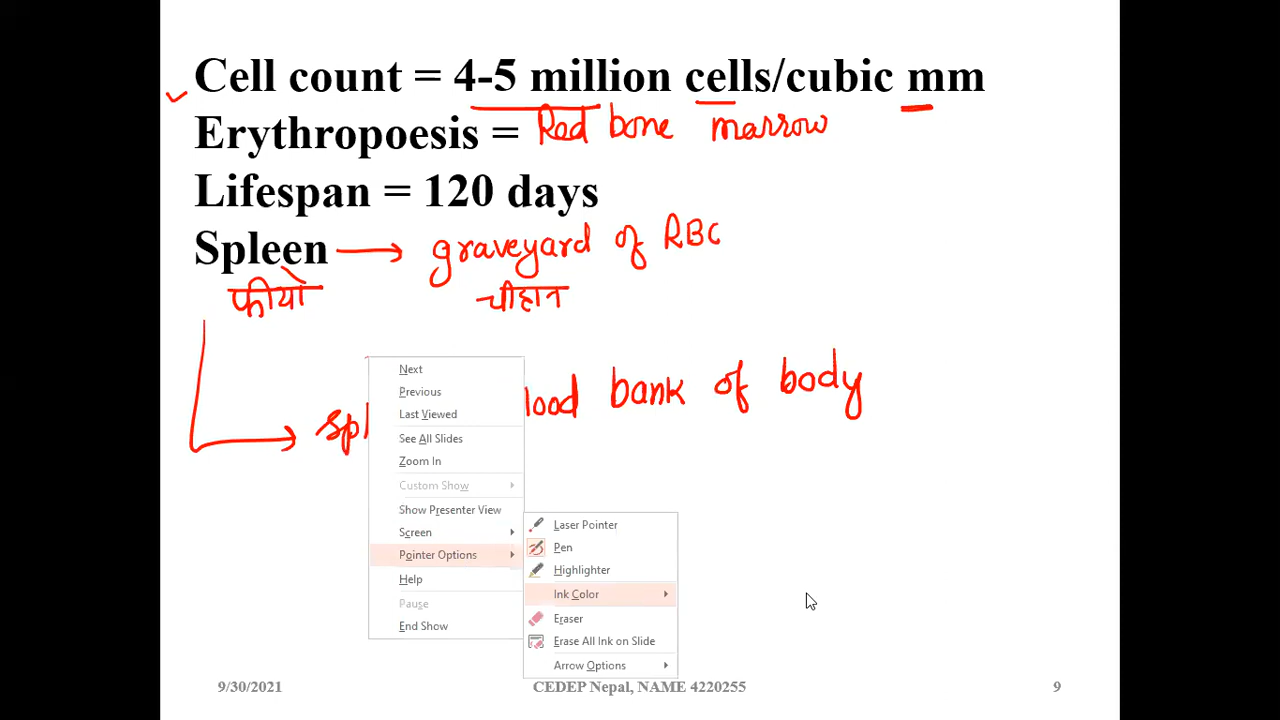 Cell count = 4-5 million cells/cubic mm
Erythropoesis = Red bone marrow
Lifespan = 120 days
Spleen → graveyard of RBC
फीयो चीहान
spl lood bank of body
Next
Previous
Last Viewed
See All Slides
Zoom In
Custom Show
Show Presenter View
Screen
Pointer Options
Help
Pause
End Show
Laser Pointer
Pen
Highlighter
Ink Color
Eraser
Erase All Ink on Slide
Arrow Options
9/30/2021 CEDEP Nepal, NAME 4220255 9